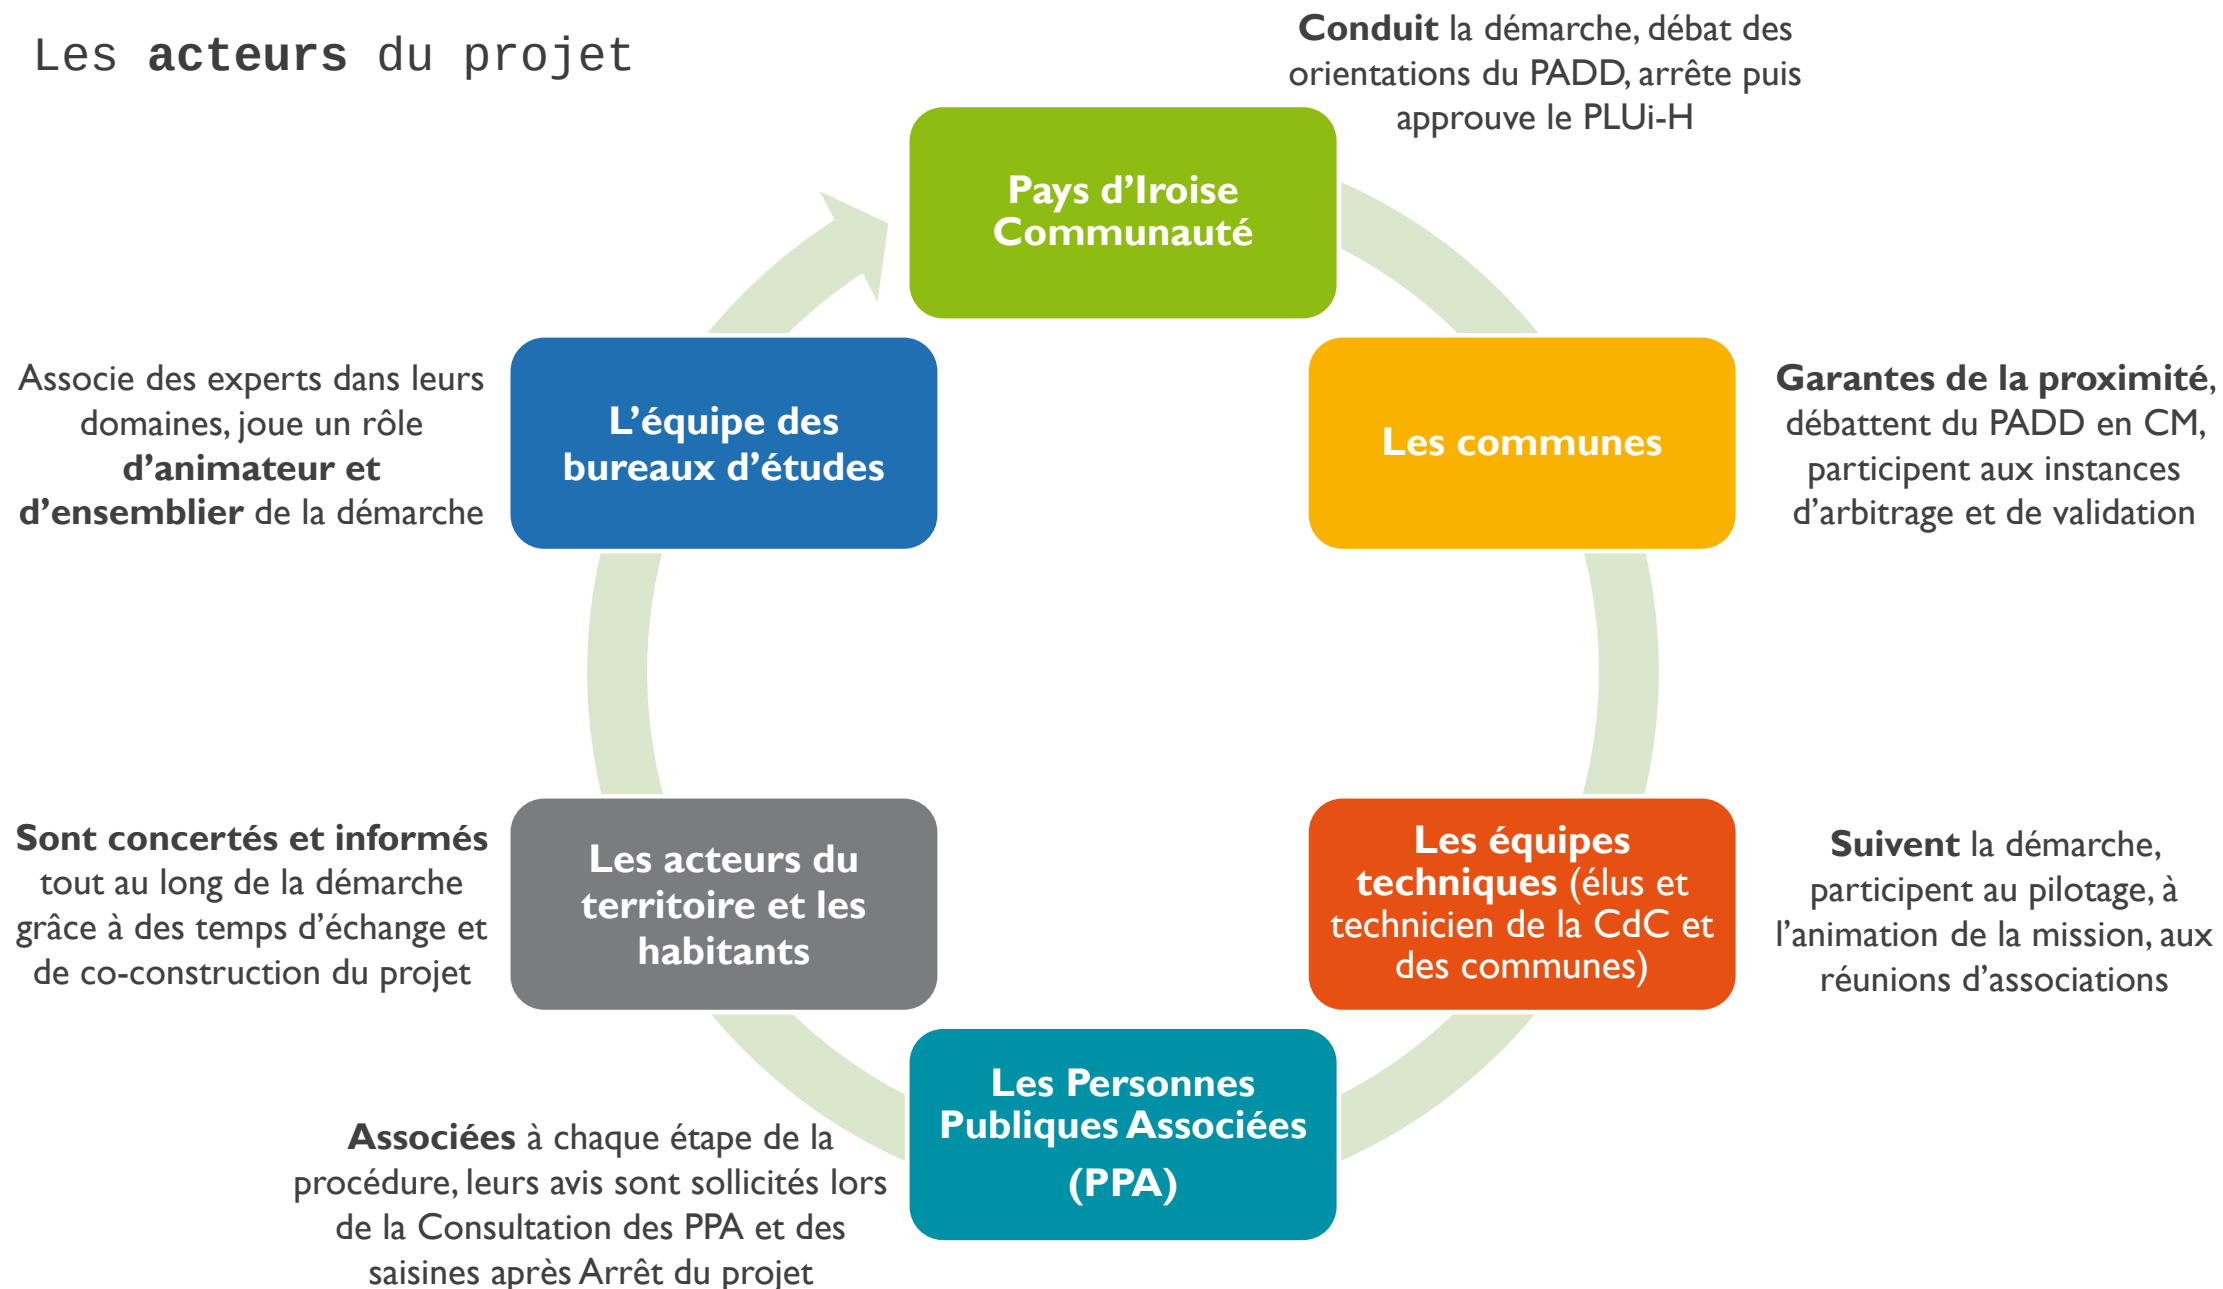 Les acteurs du projet
Conduit la démarche, débat des
orientations du PADD, arrête puis
approuve le PLUi-H
Pays d’Iroise
Communauté
Les communes
Garantes de la proximité,
débattent du PADD en CM,
participent aux instances
d’arbitrage et de validation
Les équipes
techniques (élus et
technicien de la CdC et
des communes)
Suivent la démarche,
participent au pilotage, à
l’animation de la mission, aux
réunions d’associations
Les Personnes
Publiques Associées
(PPA)
Associées à chaque étape de la
procédure, leurs avis sont sollicités lors
de la Consultation des PPA et des
saisines après Arrêt du projet
Les acteurs du
territoire et les
habitants
Sont concertés et informés
tout au long de la démarche
grâce à des temps d’échange et
de co-construction du projet
L’équipe des
bureaux d’études
Associe des experts dans leurs
domaines, joue un rôle
d’animateur et
d’ensemblier de la démarche